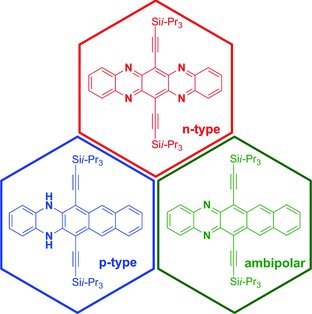 Sii-Pr3
N N
N N
n-type
Sii-Pr3
Sii-Pr3
H
N
N
H
p-type
Sii-Pr3
Sii-Pr3
N
N
ambipolar
Sii-Pr3